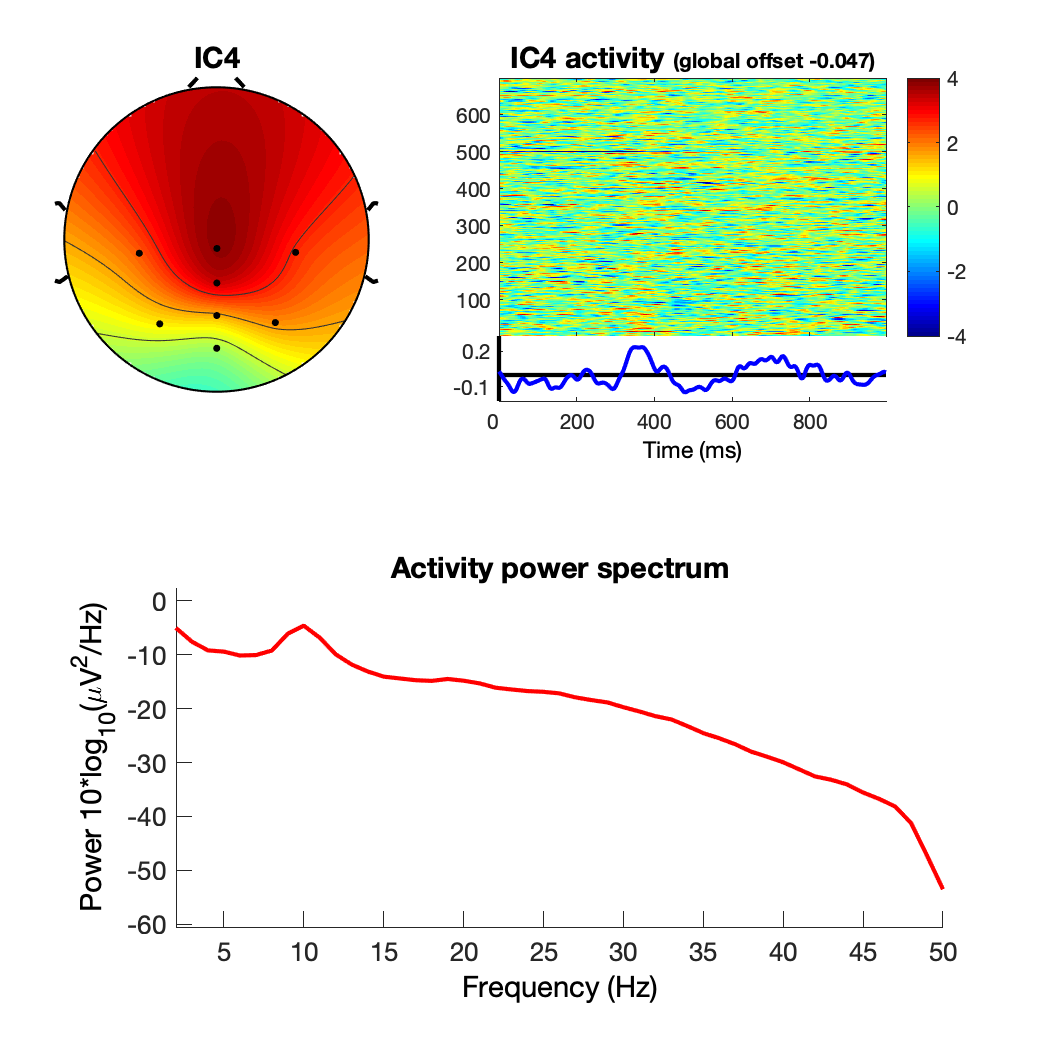 IC4
IC4 activity (global offset -0.047)
600
500
400
300
200
100
4
2
0
-2
-4
0.2
-0.1
0 200 400 600 800
Time (ms)
Activity power spectrum
Power 10*log10(μV2/Hz)
0
-10
-20
-30
-40
-50
-60
5 10 15 20 25 30 35 40 45 50
Frequency (Hz)